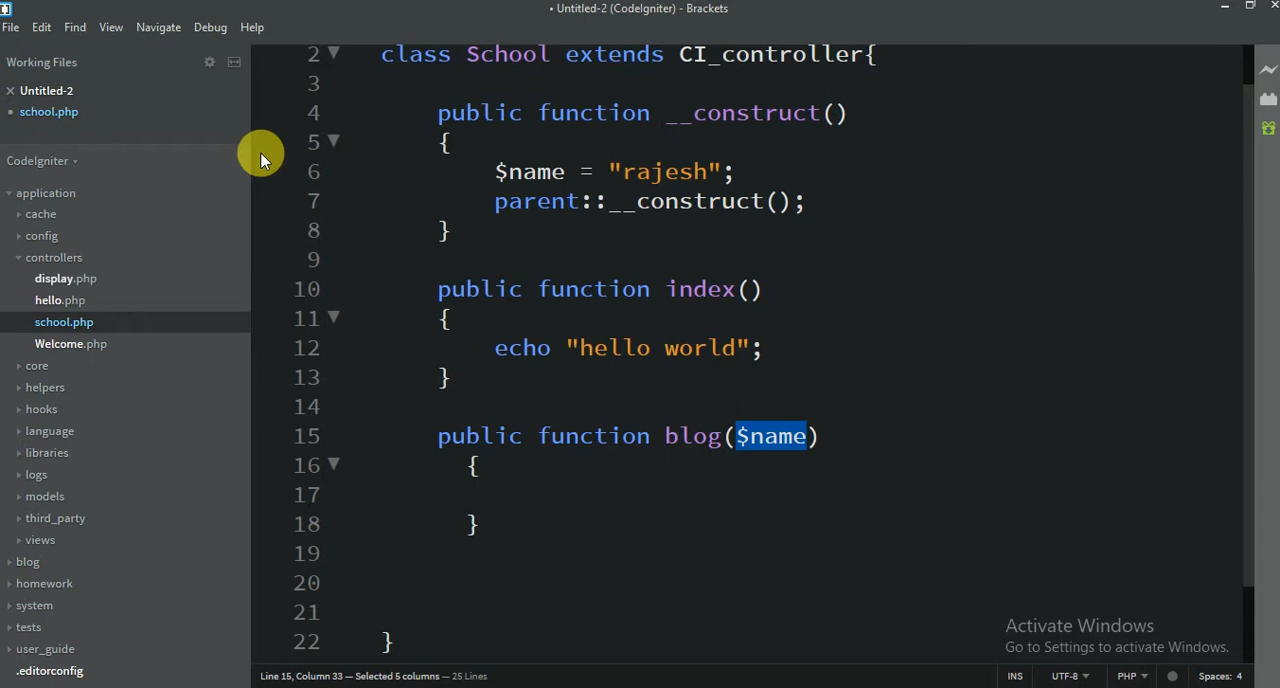 • Untitled-2 (CodeIgniter) - Brackets
File Edit Find View Navigate Debug Help
Working Files
Untitled-2
school.php
CodeIgniter
application
cache
config
controllers
display.php
hello.php
school.php
Welcome.php
core
helpers
hooks
language
libraries
logs
models
third_party
views
blog
homework
system
tests
user_guide
.editorconfig
2 class School extends CI_controller{
3
4 public function __construct()
5 {
6 $name = "rajesh";
7 parent::__construct();
8 }
9
10 public function index()
11 {
12 echo "hello world";
13 }
14
15 public function blog($name)
16 {
17
18 }
19
20
21
22 }
Activate Windows
Go to Settings to activate Windows.
Line 15, Column 33 — Selected 5 columns — 25 Lines INS UTF-8 PHP Spaces: 4